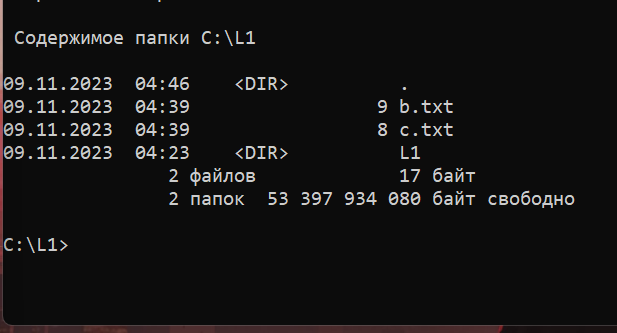 Содержимое папки C:\L1
09.11.2023  04:46    <DIR>          .
09.11.2023  04:39                 9 b.txt
09.11.2023  04:39                 8 c.txt
09.11.2023  04:23    <DIR>          L1
               2 файлов             17 байт
               2 папок  53 397 934 080 байт свободно
C:\L1>